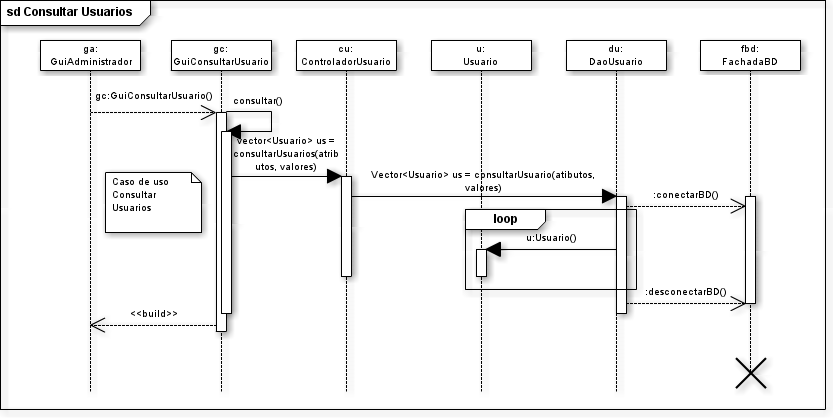 sd Consultar Usuarios
ga:
GuiAdministrador
gc:
GuiConsultarUsuario
cu:
ControladorUsuario
u:
Usuario
du:
DaoUsuario
fbd:
FachadaBD
gc:GuiConsultarUsuario()
consultar()
Vector<Usuario> us =
consultarUsuarios(atrib
utos, valores)
Vector<Usuario> us = consultarUsuario(atibutos,
valores)
Caso de uso
Consultar
Usuarios
:conectarBD()
loop
u:Usuario()
:desconectarBD()
<<build>>